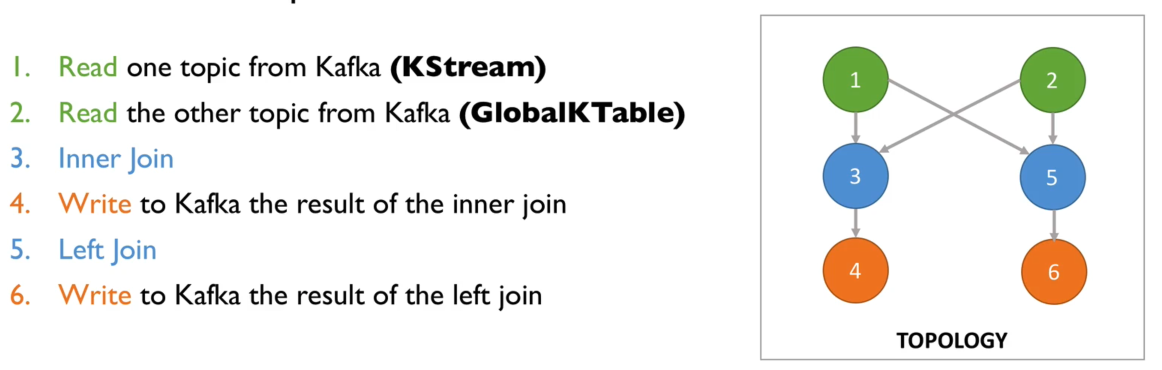 1. Read one topic from Kafka (KStream)
2. Read the other topic from Kafka (GlobalKTable)
3. Inner Join
4. Write to Kafka the result of the inner join
5. Left Join
6. Write to Kafka the result of the left join
1 2
3 5
4 6
TOPOLOGY